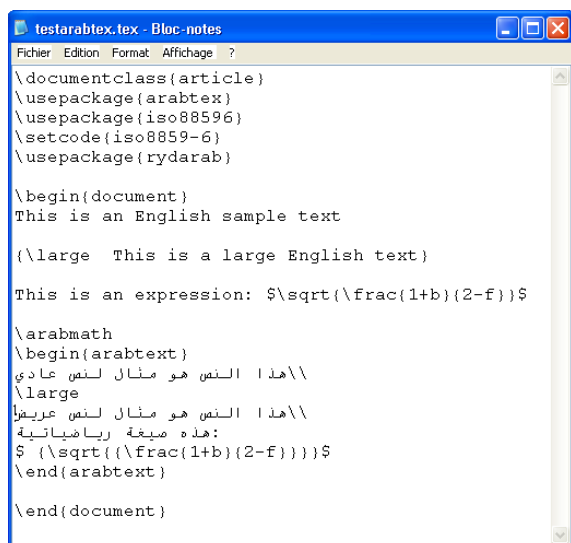 testarabtex.tex - Bloc-notes
Fichier Edition Format Affichage ?
\documentclass{article}
\usepackage{arabtex}
\usepackage{iso88596}
\setcode{iso8859-6}
\usepackage{rydarab}
\begin{document}
This is an English sample text
{\large  This is a large English text}
This is an expression: $\sqrt{\frac{1+b}{2-f}}$
\arabmath
\begin{arabtext}
هذا النص هو مثال لنص عادي\\
\large
هذا النص هو مثال لنص عريض\\
هذه صيغة رياضياتية:
$ {\sqrt{{\frac{1+b}{2-f}}}}$
\end{arabtext}
\end{document}